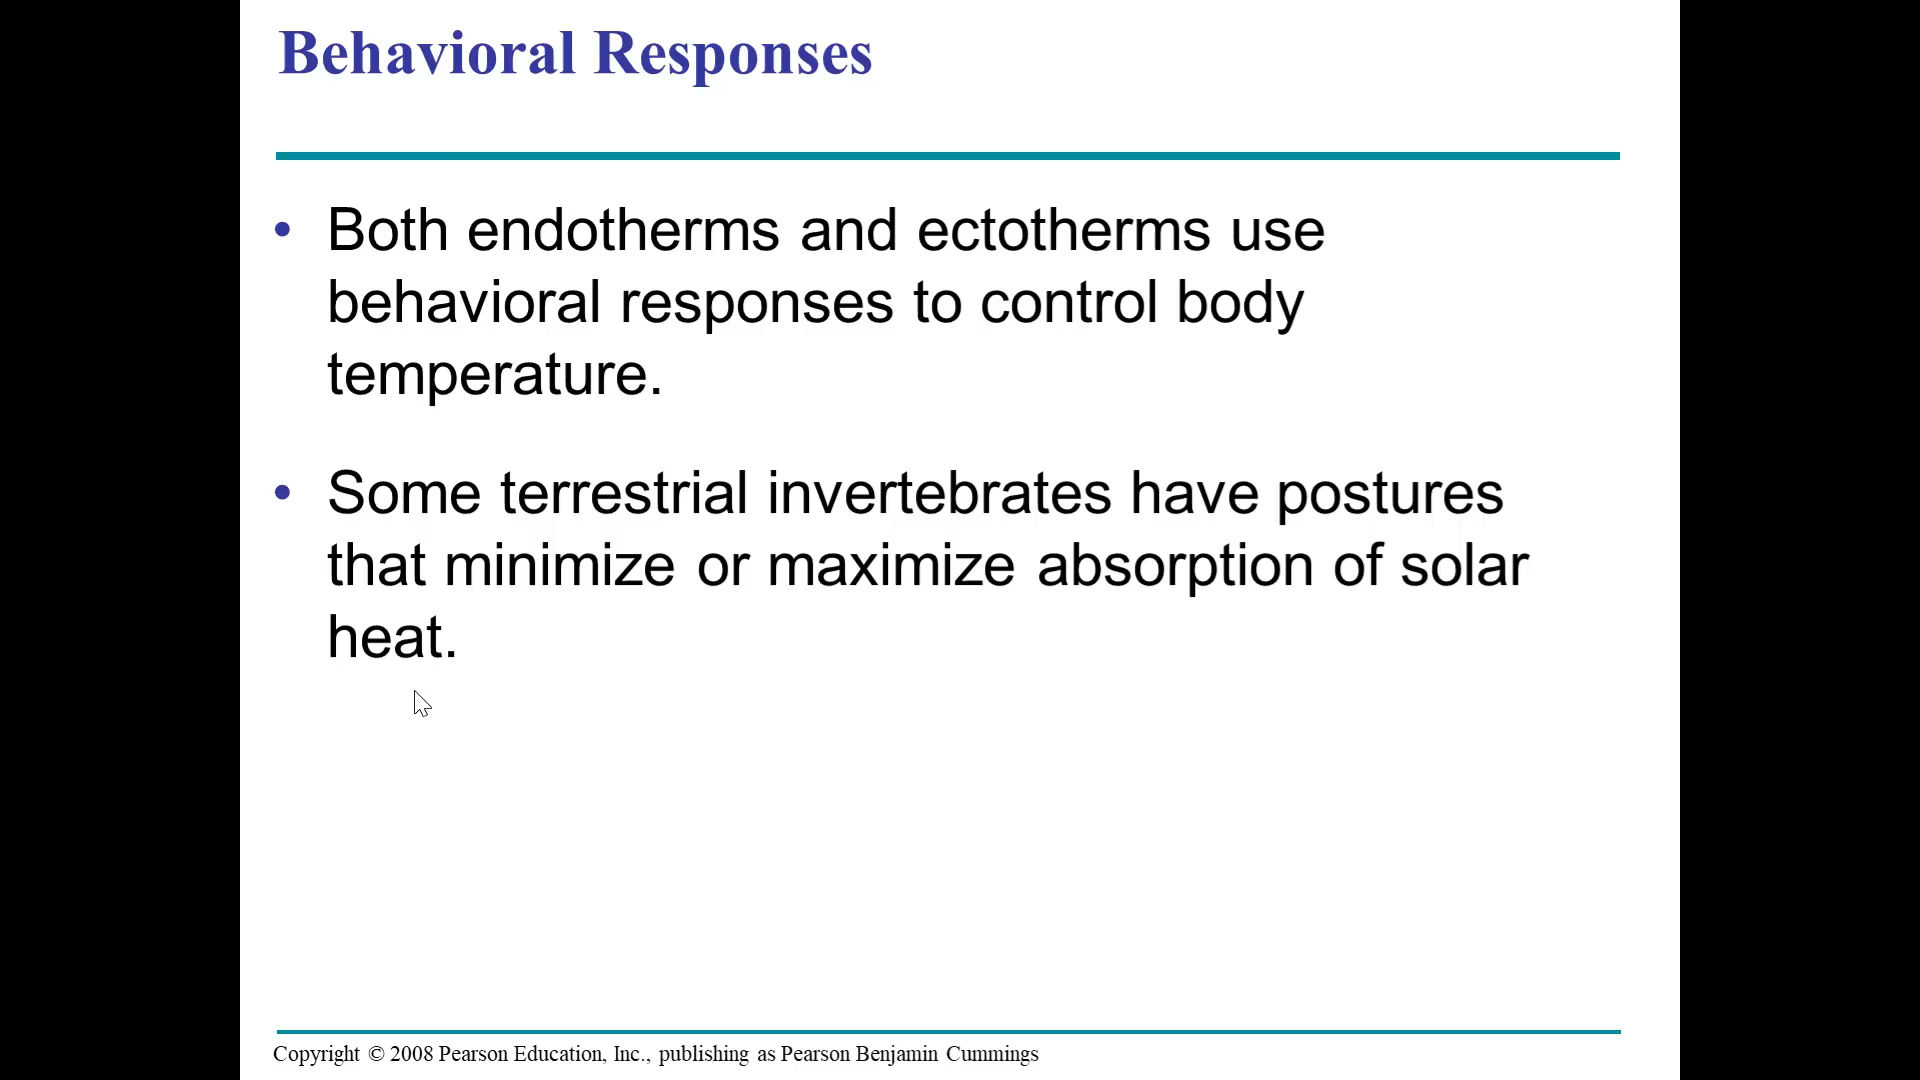 Behavioral Responses
• Both endotherms and ectotherms use
behavioral responses to control body
temperature.
• Some terrestrial invertebrates have postures
that minimize or maximize absorption of solar
heat.
Copyright © 2008 Pearson Education, Inc., publishing as Pearson Benjamin Cummings